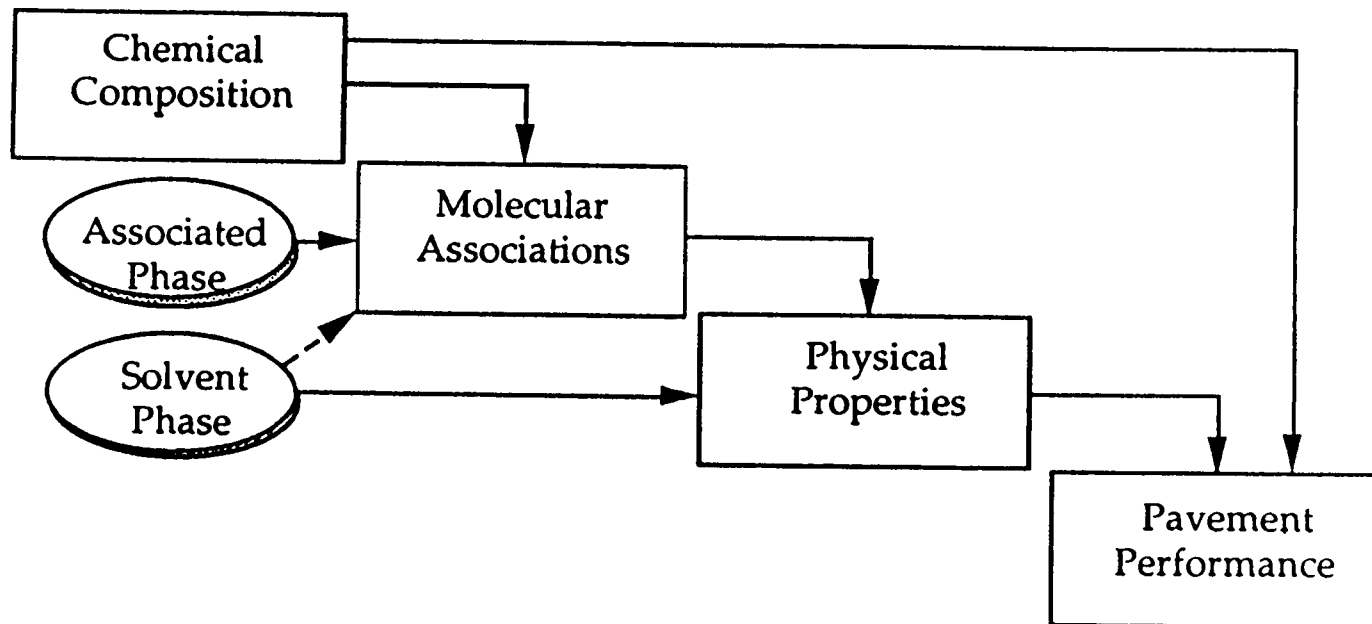 Chemical
Composition
Molecular
Associations
Associated
Phase
Solvent
Phase
Physical
Properties
Pavement
Performance